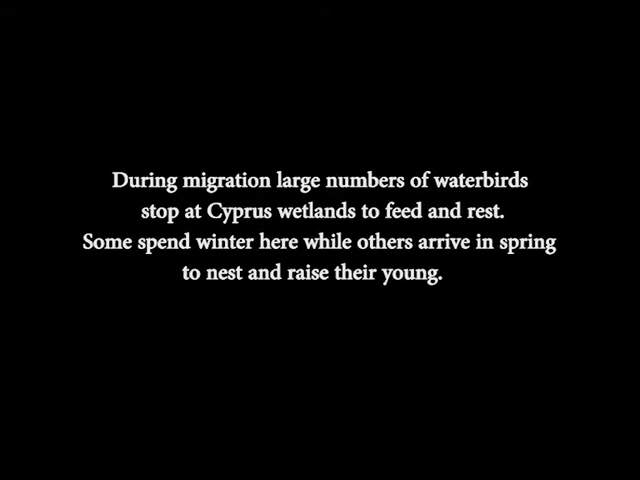 During migration large numbers of waterbirds
stop at Cyprus wetlands to feed and rest.
Some spend winter here while others arrive in spring
to nest and raise their young.